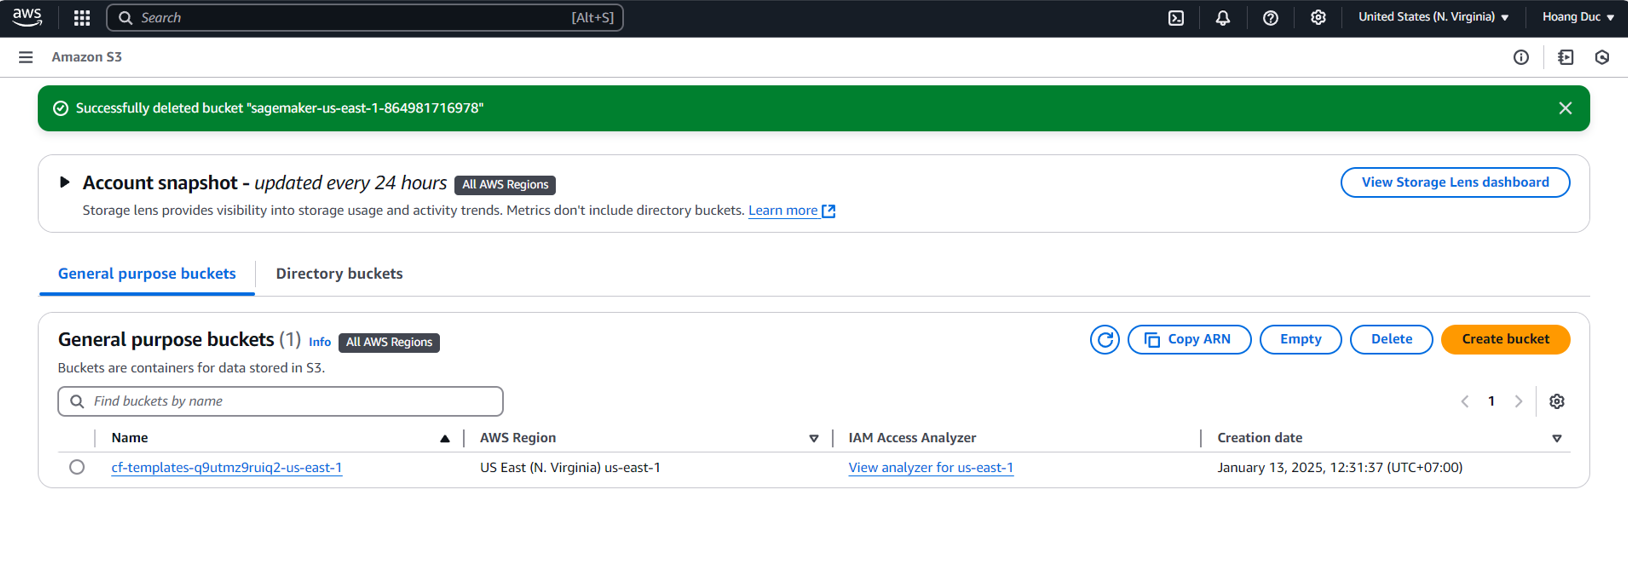 aws
Search [Alt+S] United States (N. Virginia) Hoang Duc
Amazon S3
Successfully deleted bucket "sagemaker-us-east-1-864981716978"
Account snapshot - updated every 24 hours All AWS Regions View Storage Lens dashboard
Storage lens provides visibility into storage usage and activity trends. Metrics don't include directory buckets. Learn more
General purpose buckets Directory buckets
General purpose buckets (1) Info All AWS Regions Copy ARN Empty Delete Create bucket
Buckets are containers for data stored in S3.
Find buckets by name 1
Name AWS Region IAM Access Analyzer Creation date
cf-templates-q9utmz9ruiq2-us-east-1 US East (N. Virginia) us-east-1 View analyzer for us-east-1 January 13, 2025, 12:31:37 (UTC+07:00)